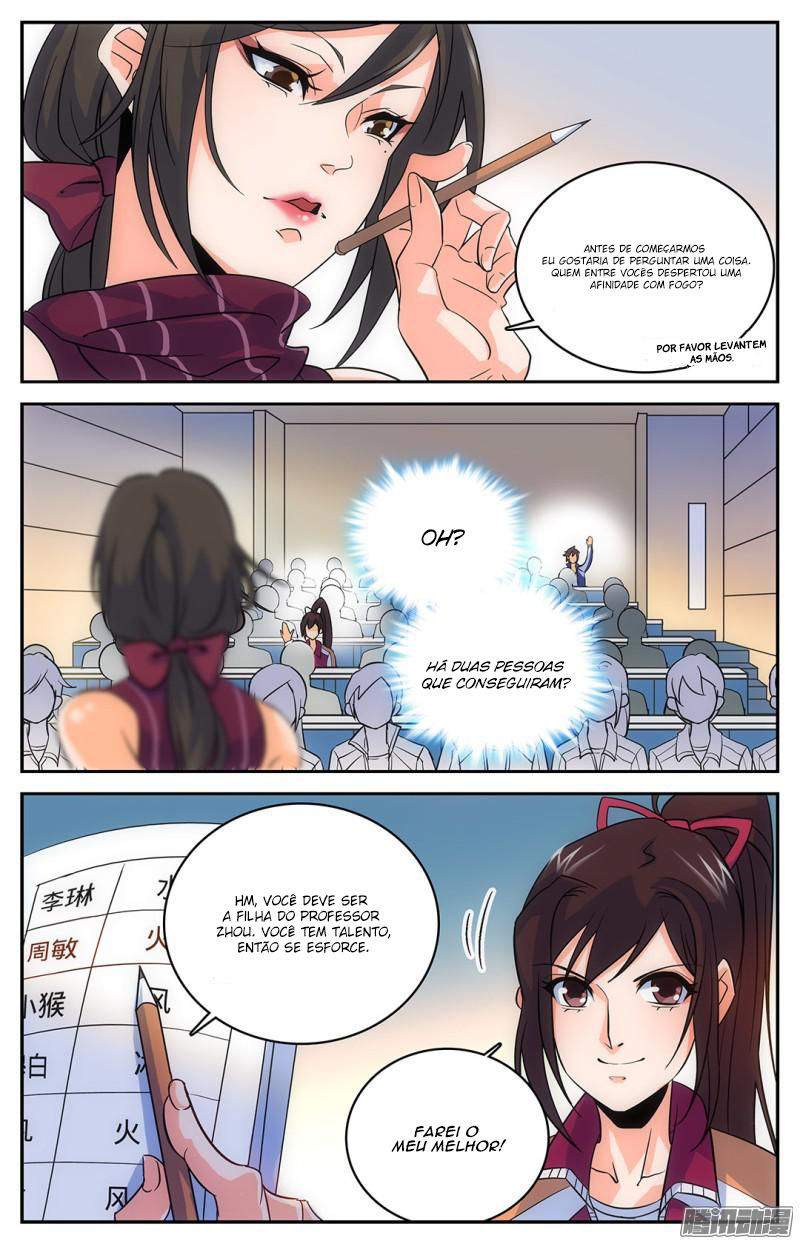 ANTES DE COMEÇARMOS
EU GOSTARIA DE PERGUNTAR UMA COISA.
QUEM ENTRE VOCÊS DESPERTOU UMA
AFINIDADE COM FOGO?
POR FAVOR LEVANTEM
AS MÃOS.
OH?
HÁ DUAS PESSOAS
QUE CONSEGUIRAM?
HM, VOCÊ DEVE SER
A FILHA DO PROFESSOR
ZHOU. VOCÊ TEM TALENTO,
ENTÃO SE ESFORCE.
李琳 水
周敏 火
小猴 风
白
火
风
FAREI O
MEU MELHOR!
腾讯动漫